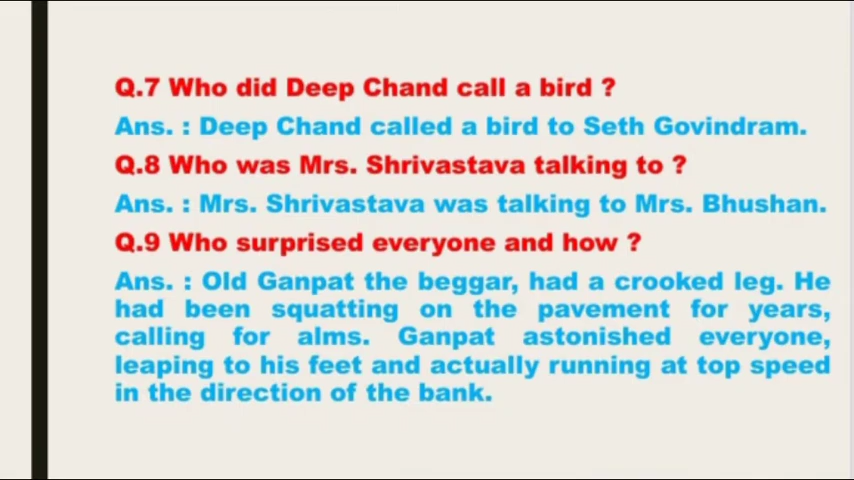 Q.7 Who did Deep Chand call a bird ?
Ans. : Deep Chand called a bird to Seth Govindram.
Q.8 Who was Mrs. Shrivastava talking to ?
Ans. : Mrs. Shrivastava was talking to Mrs. Bhushan.
Q.9 Who surprised everyone and how ?
Ans. : Old Ganpat the beggar, had a crooked leg. He
had been squatting on the pavement for years,
calling for alms. Ganpat astonished everyone,
leaping to his feet and actually running at top speed
in the direction of the bank.